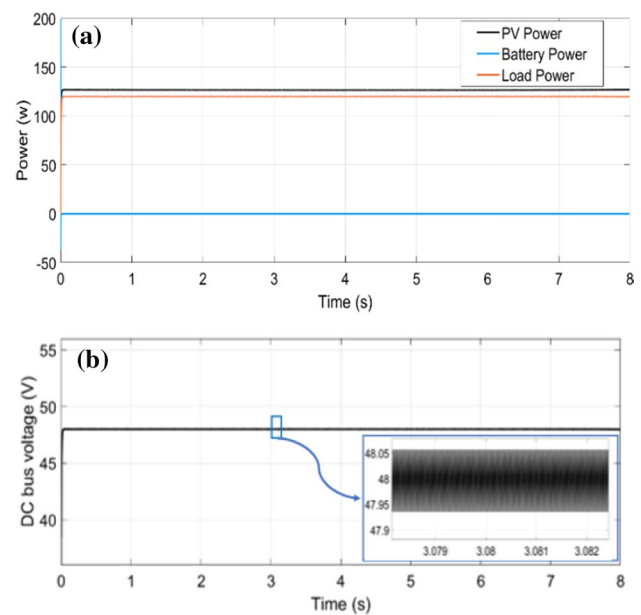 (a)
PV Power
Battery Power
Load Power
Power (w)
200
150
100
50
0
-50
0 1 2 3 4 5 6 7 8
Time (s)
(b)
DC bus voltage (V)
55
50
45
40
48.05
48
47.95
47.9
3.079 3.08 3.081 3.082
0 1 2 3 4 5 6 7 8
Time (s)